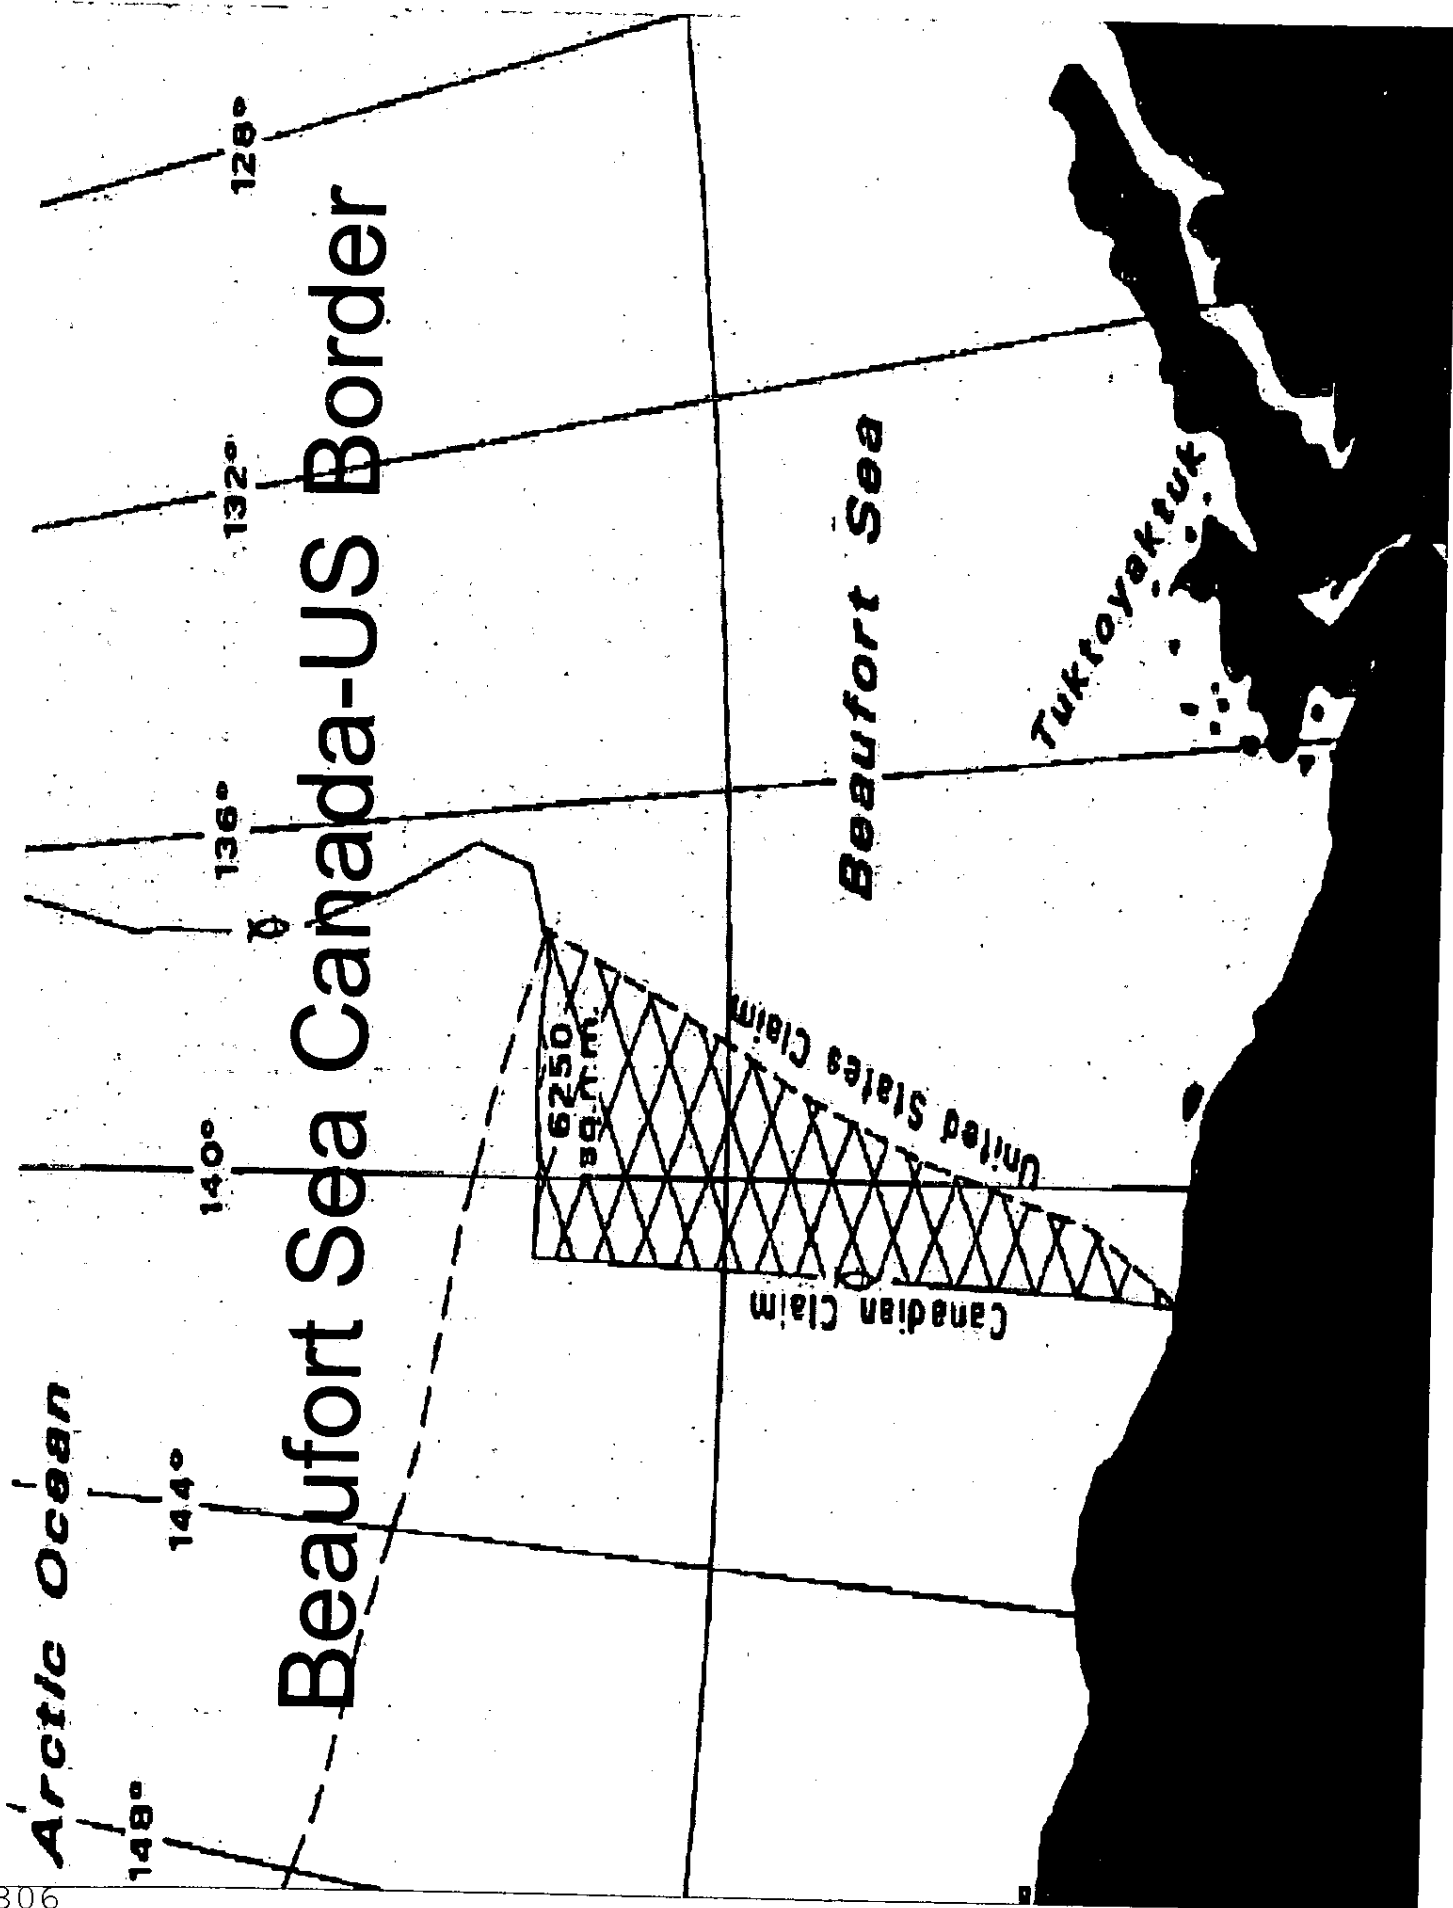 Beaufort Sea Canada-US Border
Arctic Ocean
148°
144°
140°
136°
132°
128°
6250
sq.n.m.
Canadian Claim
United States Claim
Beaufort Sea
Tuktoyaktuk
306